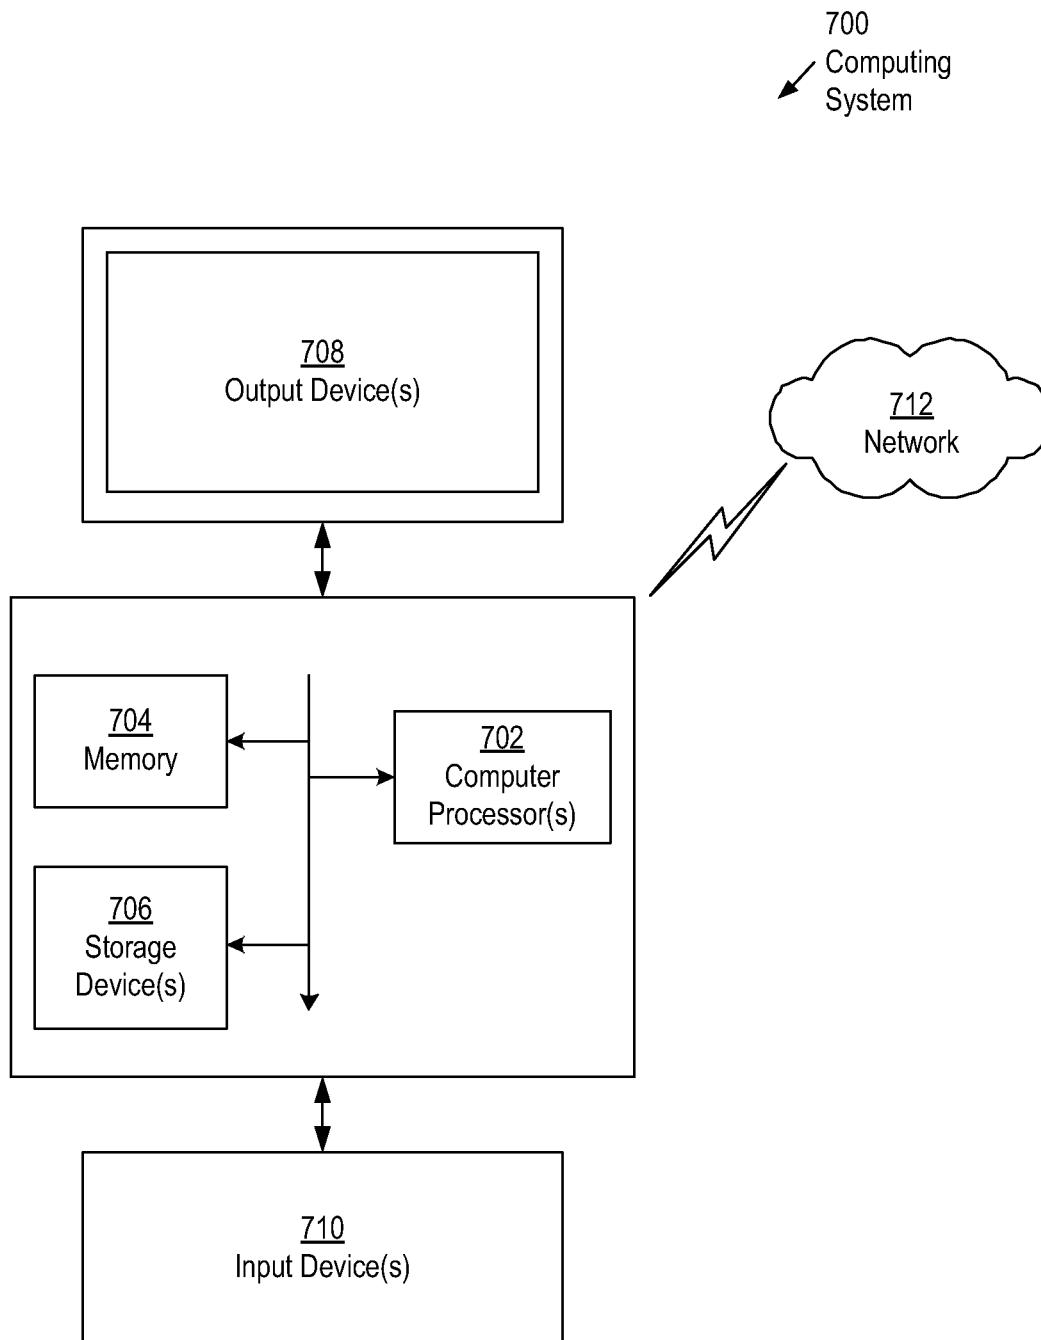 700
Computing
System
708
Output Device(s)
712
Network
704
Memory
702
Computer
Processor(s)
706
Storage
Device(s)
710
Input Device(s)